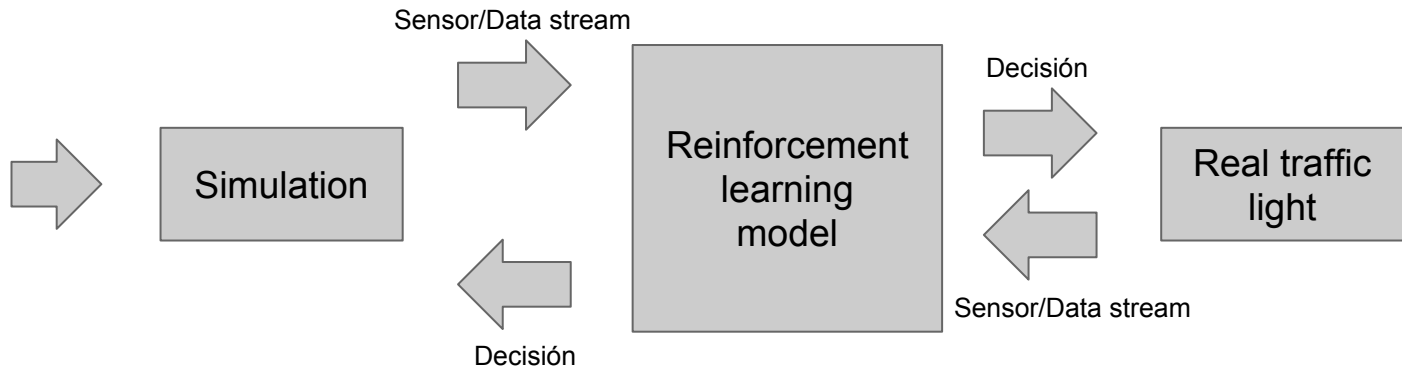 Sensor/Data stream
Simulation
Decisión
Reinforcement
learning
model
Decisión
Real traffic
light
Sensor/Data stream